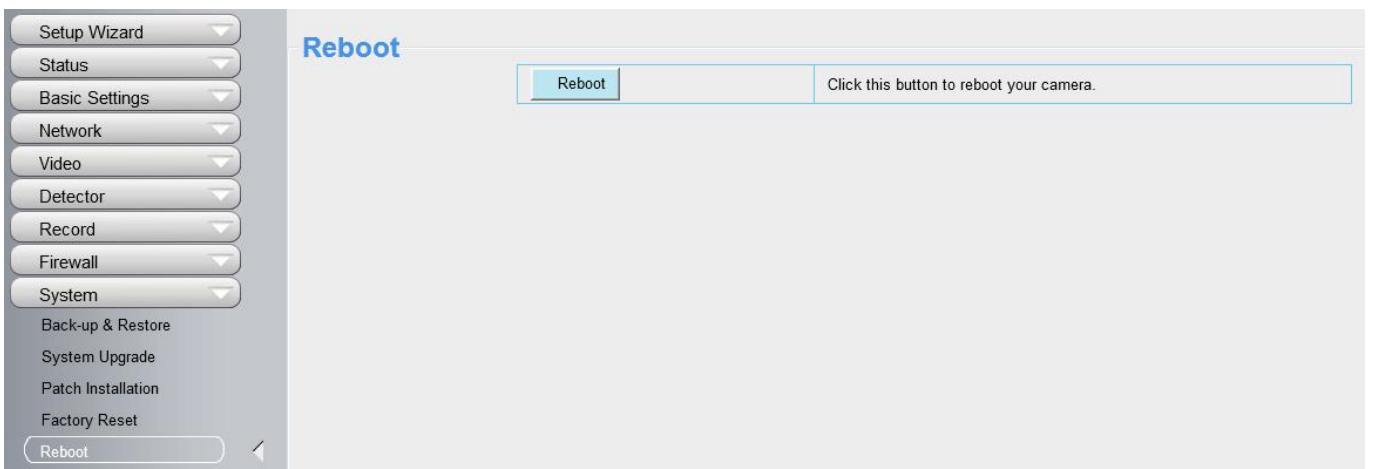 Setup Wizard
Status
Basic Settings
Network
Video
Detector
Record
Firewall
System
Back-up & Restore
System Upgrade
Patch Installation
Factory Reset
Reboot
Reboot
Reboot Click this button to reboot your camera.